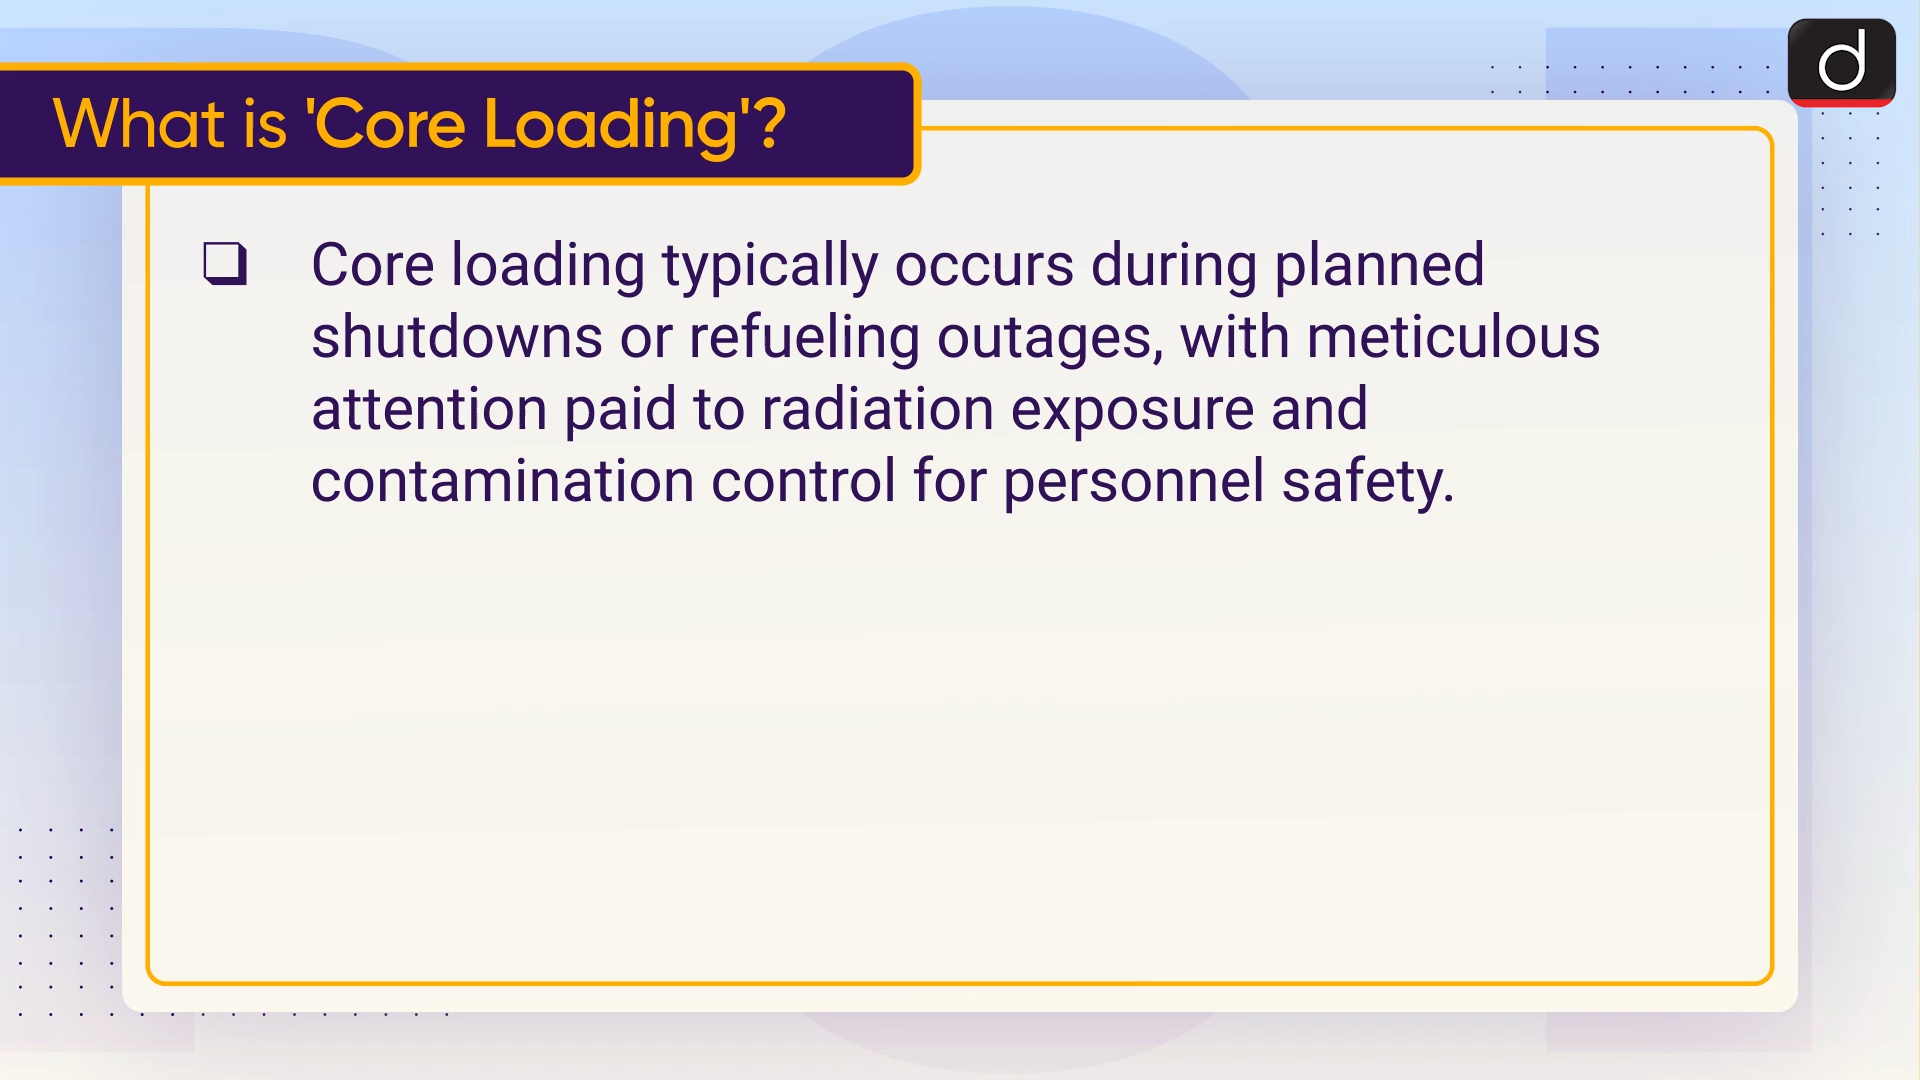 What is 'Core Loading'?
d
❑ Core loading typically occurs during planned
shutdowns or refueling outages, with meticulous
attention paid to radiation exposure and
contamination control for personnel safety.